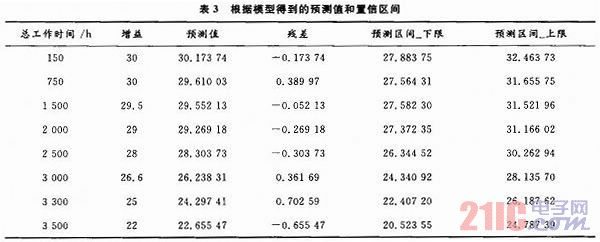 表 3 根据模型得到的预测值和置信区间
总工作时间/h 增益 预测值 残差 预测区间_下限 预测区间_上限
150 30 30.173 74 -0.173 74 27.883 75 32.463 73
750 30 29.610 03 0.389 97 27.564 31 31.655 75
1 500 29.5 29.552 13 -0.052 13 27.582 30 31.521 96
2 000 29 29.269 18 -0.269 18 27.372 35 31.166 02
2 500 28 28.303 73 -0.303 73 26.344 52 30.262 94
3 000 26.6 26.238 31 0.361 69 24.340 92 28.135 70
3 300 25 24.297 41 0.702 59 22.407 20 26.187 62
3 500 22 22.655 47 -0.655 47 20.523 55 24.787 39
21IC电子网